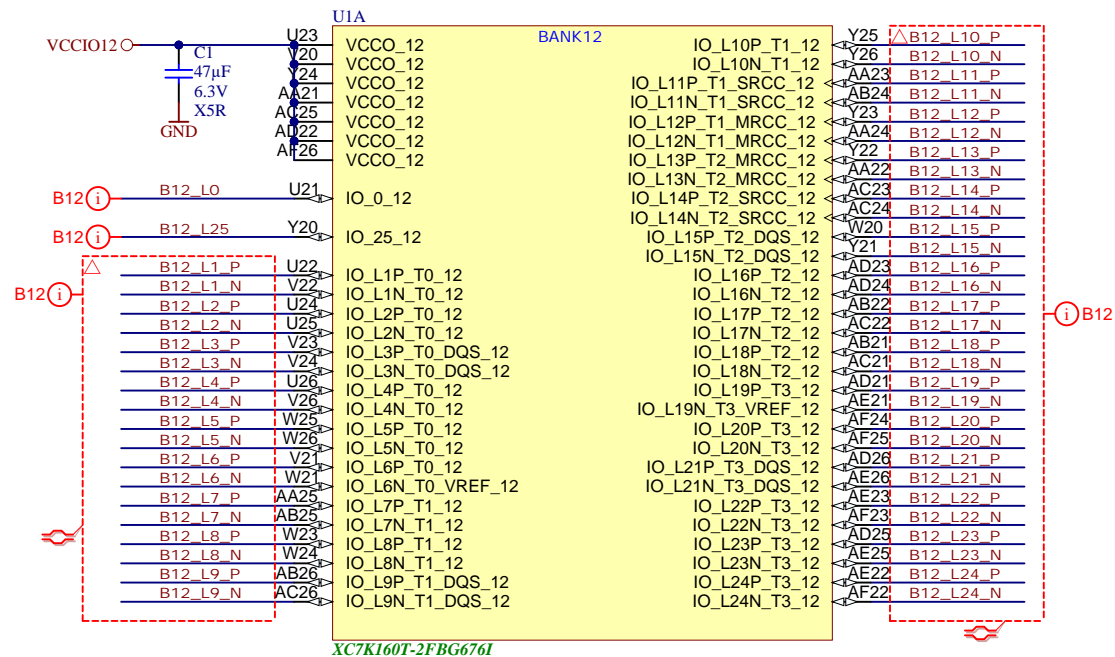 U1A
BANK12
VCCIO12
C1
47µF
6.3V
X5R
GND
U23 VCCO_12
V20 VCCO_12
Y24 VCCO_12
AA21 VCCO_12
AC25 VCCO_12
AD22 VCCO_12
AF26 VCCO_12
B12 i B12_L0 U21 IO_0_12
B12 i B12_L25 Y20 IO_25_12
B12 i
B12_L1_P U22 IO_L1P_T0_12
B12_L1_N V22 IO_L1N_T0_12
B12_L2_P U24 IO_L2P_T0_12
B12_L2_N U25 IO_L2N_T0_12
B12_L3_P V23 IO_L3P_T0_DQS_12
B12_L3_N V24 IO_L3N_T0_DQS_12
B12_L4_P U26 IO_L4P_T0_12
B12_L4_N V26 IO_L4N_T0_12
B12_L5_P W25 IO_L5P_T0_12
B12_L5_N W26 IO_L5N_T0_12
B12_L6_P V21 IO_L6P_T0_12
B12_L6_N W21 IO_L6N_T0_VREF_12
B12_L7_P AA25 IO_L7P_T1_12
B12_L7_N AB25 IO_L7N_T1_12
B12_L8_P W23 IO_L8P_T1_12
B12_L8_N W24 IO_L8N_T1_12
B12_L9_P AB26 IO_L9P_T1_DQS_12
B12_L9_N AC26 IO_L9N_T1_DQS_12
IO_L10P_T1_12 Y25 B12_L10_P
IO_L10N_T1_12 Y26 B12_L10_N
IO_L11P_T1_SRCC_12 AA23 B12_L11_P
IO_L11N_T1_SRCC_12 AB24 B12_L11_N
IO_L12P_T1_MRCC_12 Y23 B12_L12_P
IO_L12N_T1_MRCC_12 AA24 B12_L12_N
IO_L13P_T2_MRCC_12 Y22 B12_L13_P
IO_L13N_T2_MRCC_12 AA22 B12_L13_N
IO_L14P_T2_SRCC_12 AC23 B12_L14_P
IO_L14N_T2_SRCC_12 AC24 B12_L14_N
IO_L15P_T2_DQS_12 W20 B12_L15_P
IO_L15N_T2_DQS_12 Y21 B12_L15_N
IO_L16P_T2_12 AD23 B12_L16_P
IO_L16N_T2_12 AD24 B12_L16_N
IO_L17P_T2_12 AB22 B12_L17_P
IO_L17N_T2_12 AC22 B12_L17_N
IO_L18P_T2_12 AB21 B12_L18_P
IO_L18N_T2_12 AC21 B12_L18_N
IO_L19P_T3_12 AD21 B12_L19_P
IO_L19N_T3_VREF_12 AE21 B12_L19_N
IO_L20P_T3_12 AF24 B12_L20_P
IO_L20N_T3_12 AF25 B12_L20_N
IO_L21P_T3_DQS_12 AD26 B12_L21_P
IO_L21N_T3_DQS_12 AE26 B12_L21_N
IO_L22P_T3_12 AE23 B12_L22_P
IO_L22N_T3_12 AF23 B12_L22_N
IO_L23P_T3_12 AD25 B12_L23_P
IO_L23N_T3_12 AE25 B12_L23_N
IO_L24P_T3_12 AE22 B12_L24_P
IO_L24N_T3_12 AF22 B12_L24_N
i B12
XC7K160T-2FBG676I